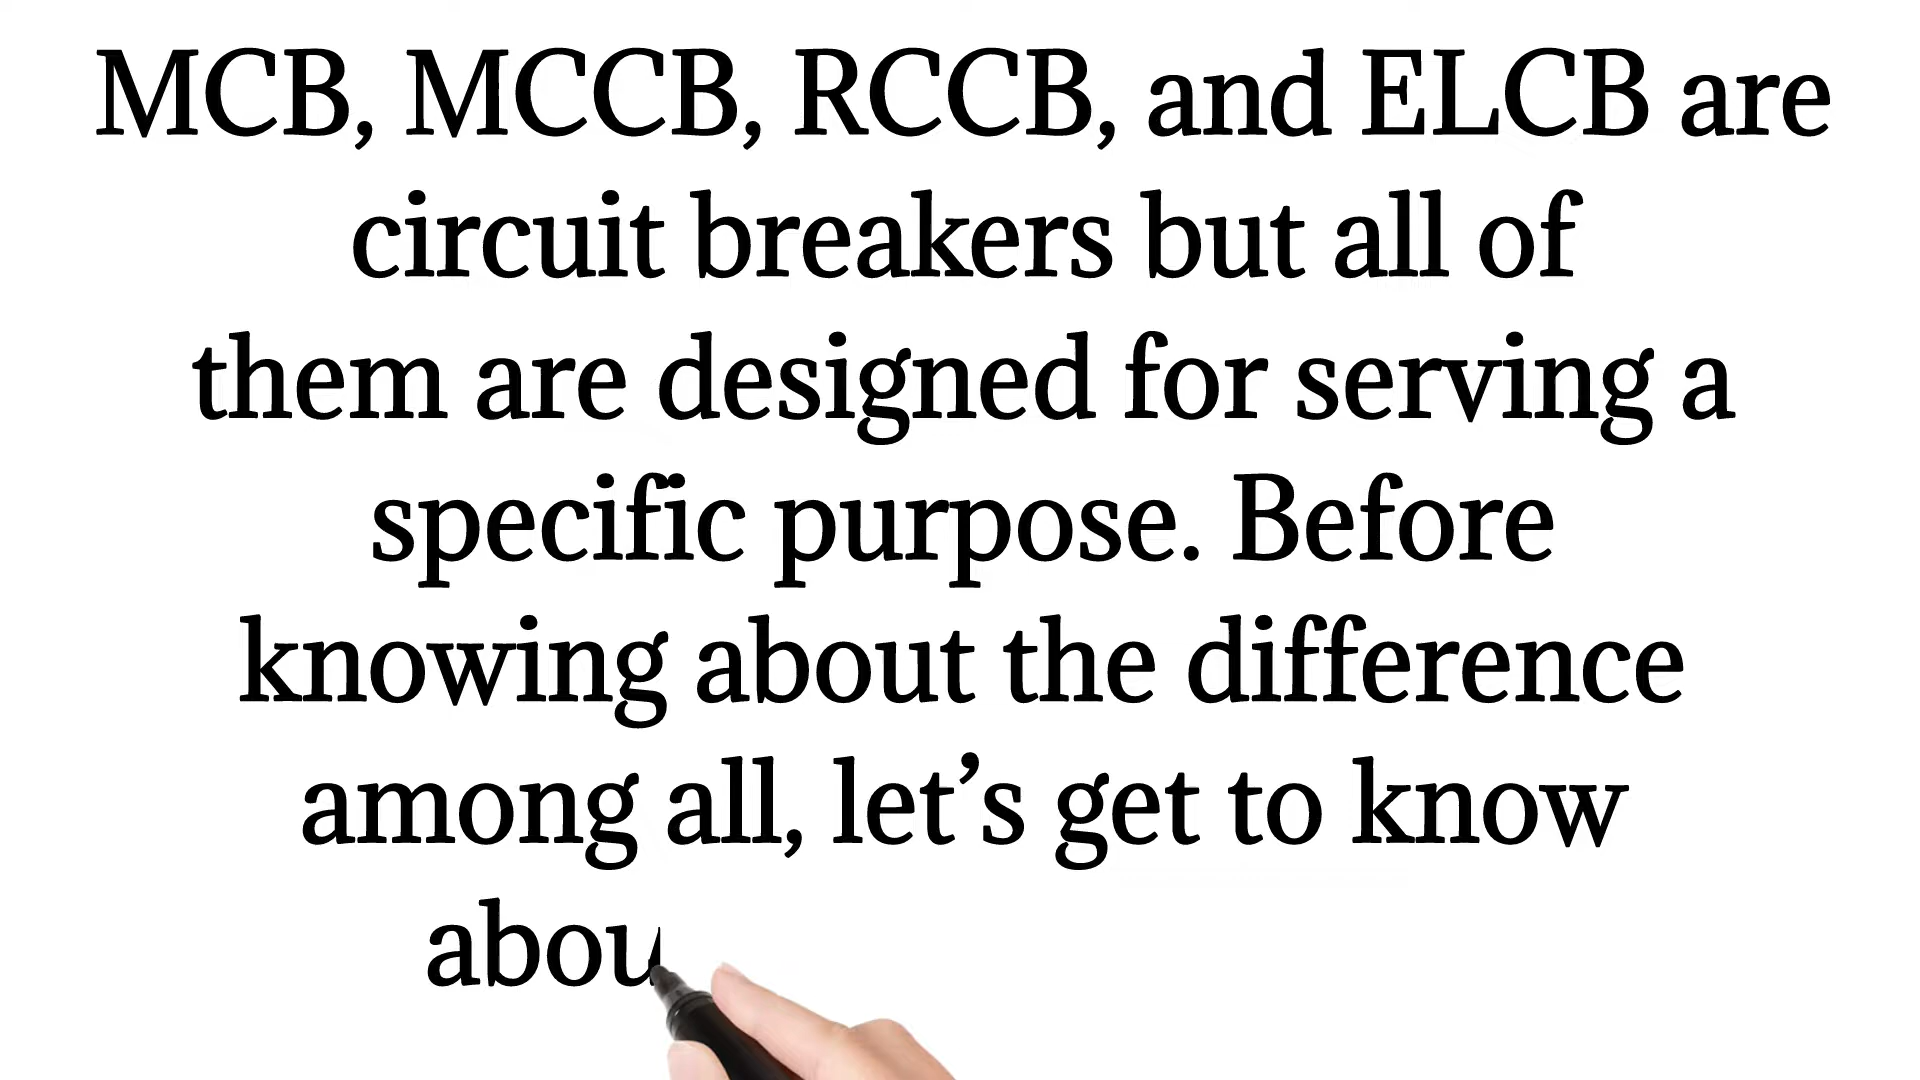 MCB, MCCB, RCCB, and ELCB are
circuit breakers but all of
them are designed for serving a
specific purpose. Before
knowing about the difference
among all, let’s get to know
abou